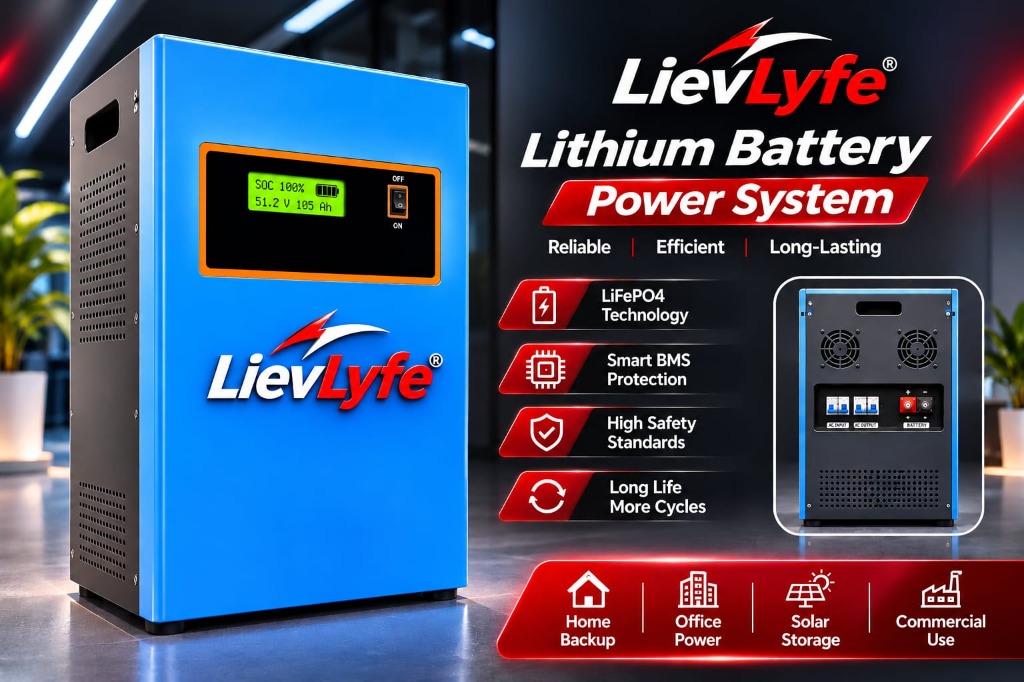 SOC 100%
51.2 V 105 Ah
OFF
ON
LievLyfe®
LievLyfe®
Lithium Battery
Power System
Reliable | Efficient | Long-Lasting
LiFePO4
Technology
Smart BMS
Protection
High Safety
Standards
Long Life
More Cycles
AC INPUT
AC OUTPUT
BATTERY
Home
Backup
Office
Power
Solar
Storage
Commercial
Use